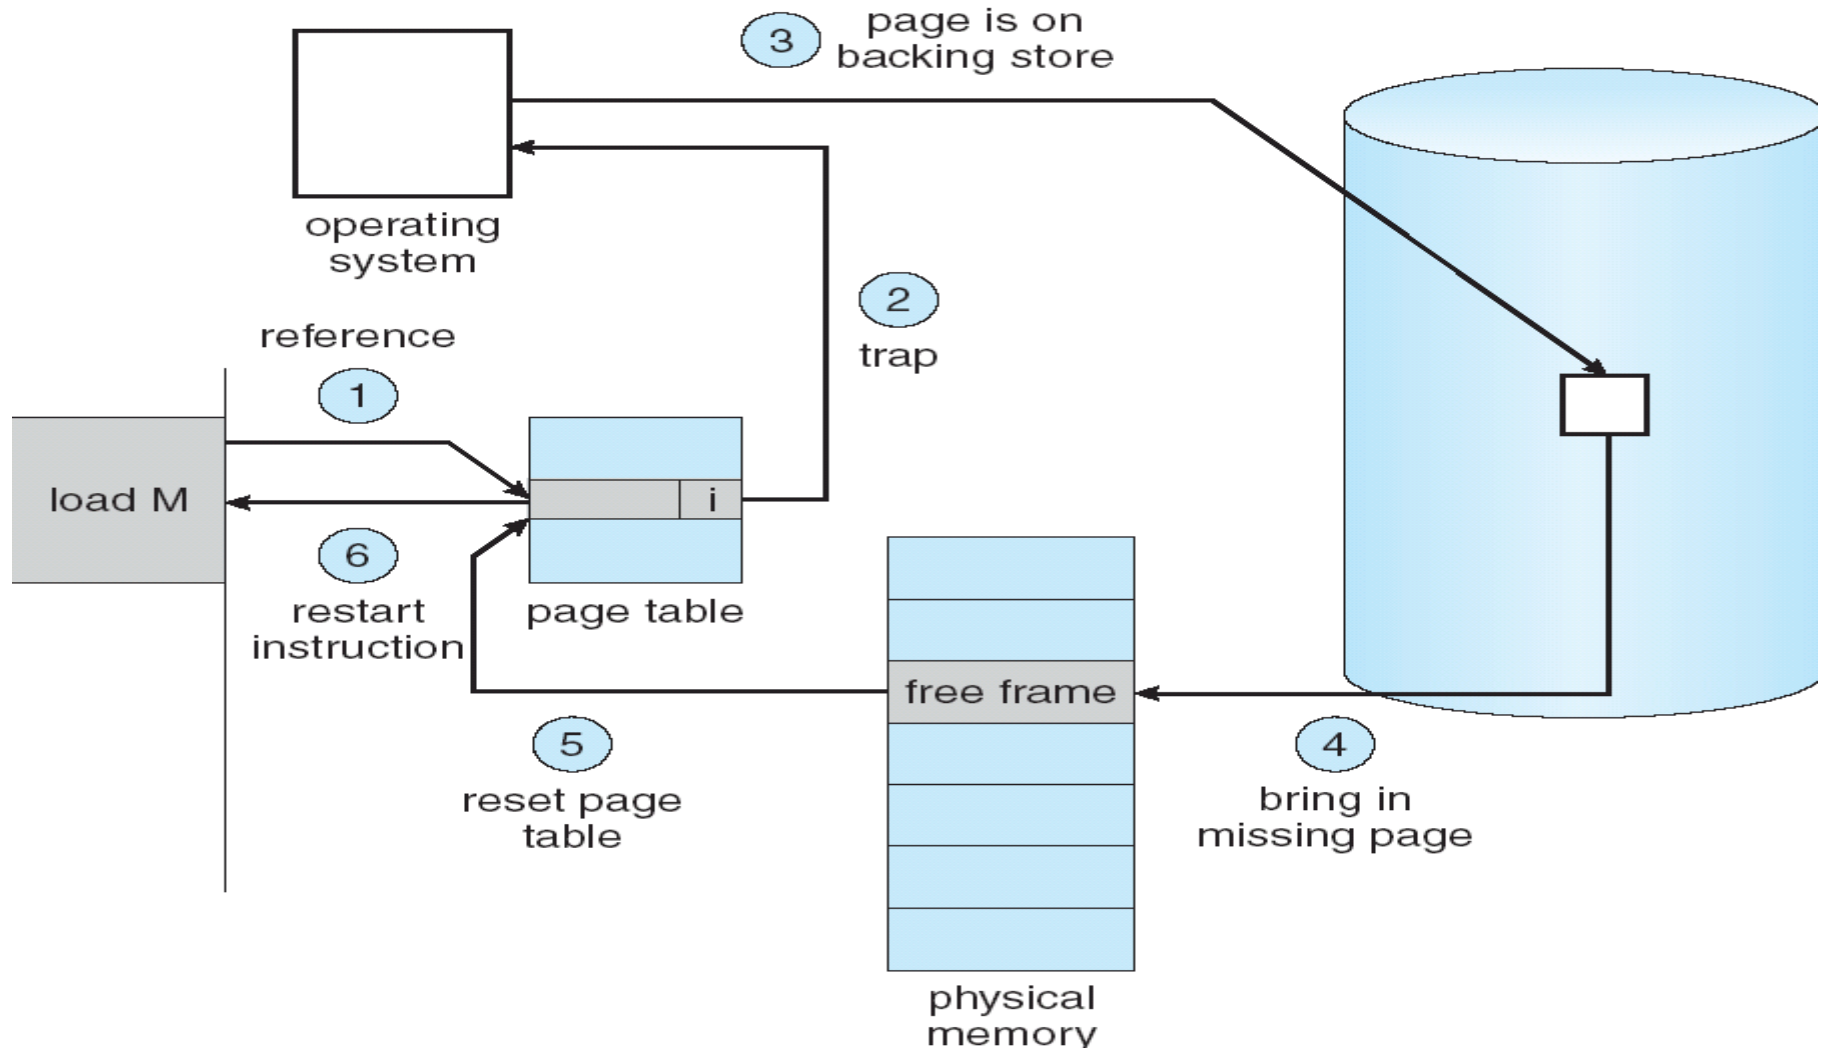 3
page is on
backing store
operating
system
2
trap
reference
1
load M
i
6
restart
instruction
page table
free frame
5
reset page
table
4
bring in
missing page
physical
memory